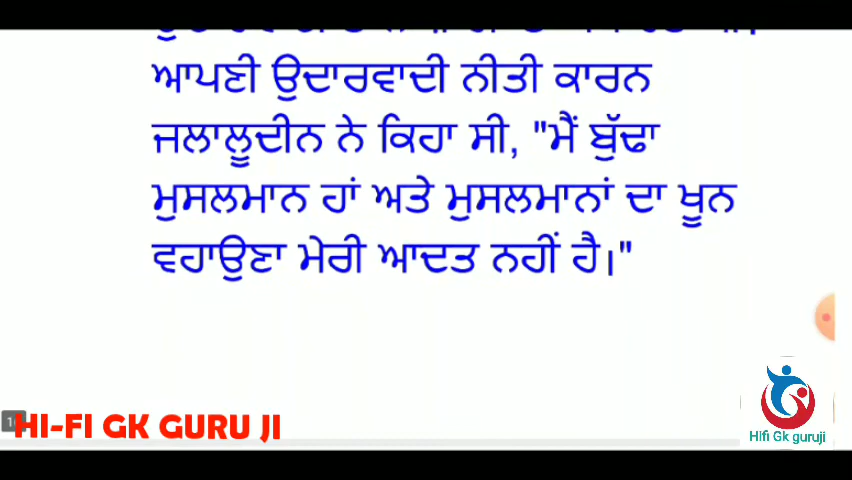 ਆਪਣੀ ਉਦਾਰਵਾਦੀ ਨੀਤੀ ਕਾਰਨ
ਜਲਾਲੂਦੀਨ ਨੇ ਕਿਹਾ ਸੀ, "ਮੈਂ ਬੁੱਢਾ
ਮੁਸਲਮਾਨ ਹਾਂ ਅਤੇ ਮੁਸਲਮਾਨਾਂ ਦਾ ਖੂਨ
ਵਹਾਉਣਾ ਮੇਰੀ ਆਦਤ ਨਹੀਂ ਹੈ।"
HI-FI GK GURU JI
Hifi Gk guruji